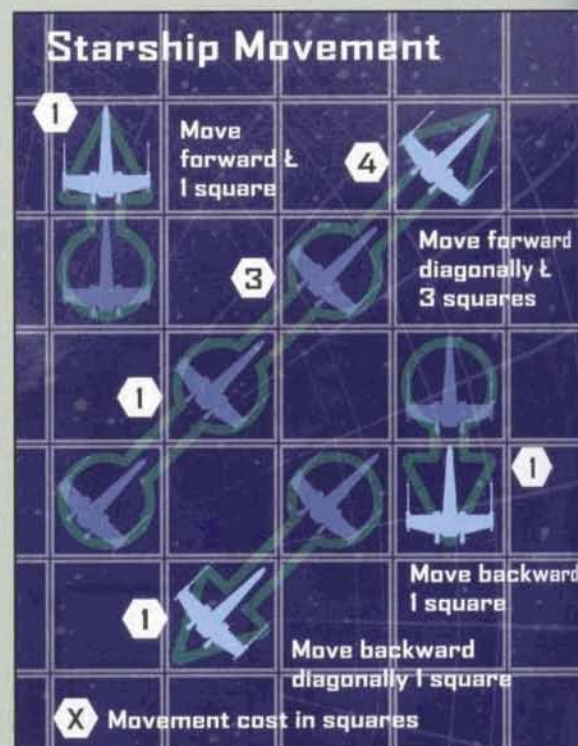 Starship Movement
1
Move
forward Ł
1 square
4
Move forward
diagonally Ł
3 squares
3
1
1
Move backward
1 square
1
Move backward
diagonally 1 square
X Movement cost in squares